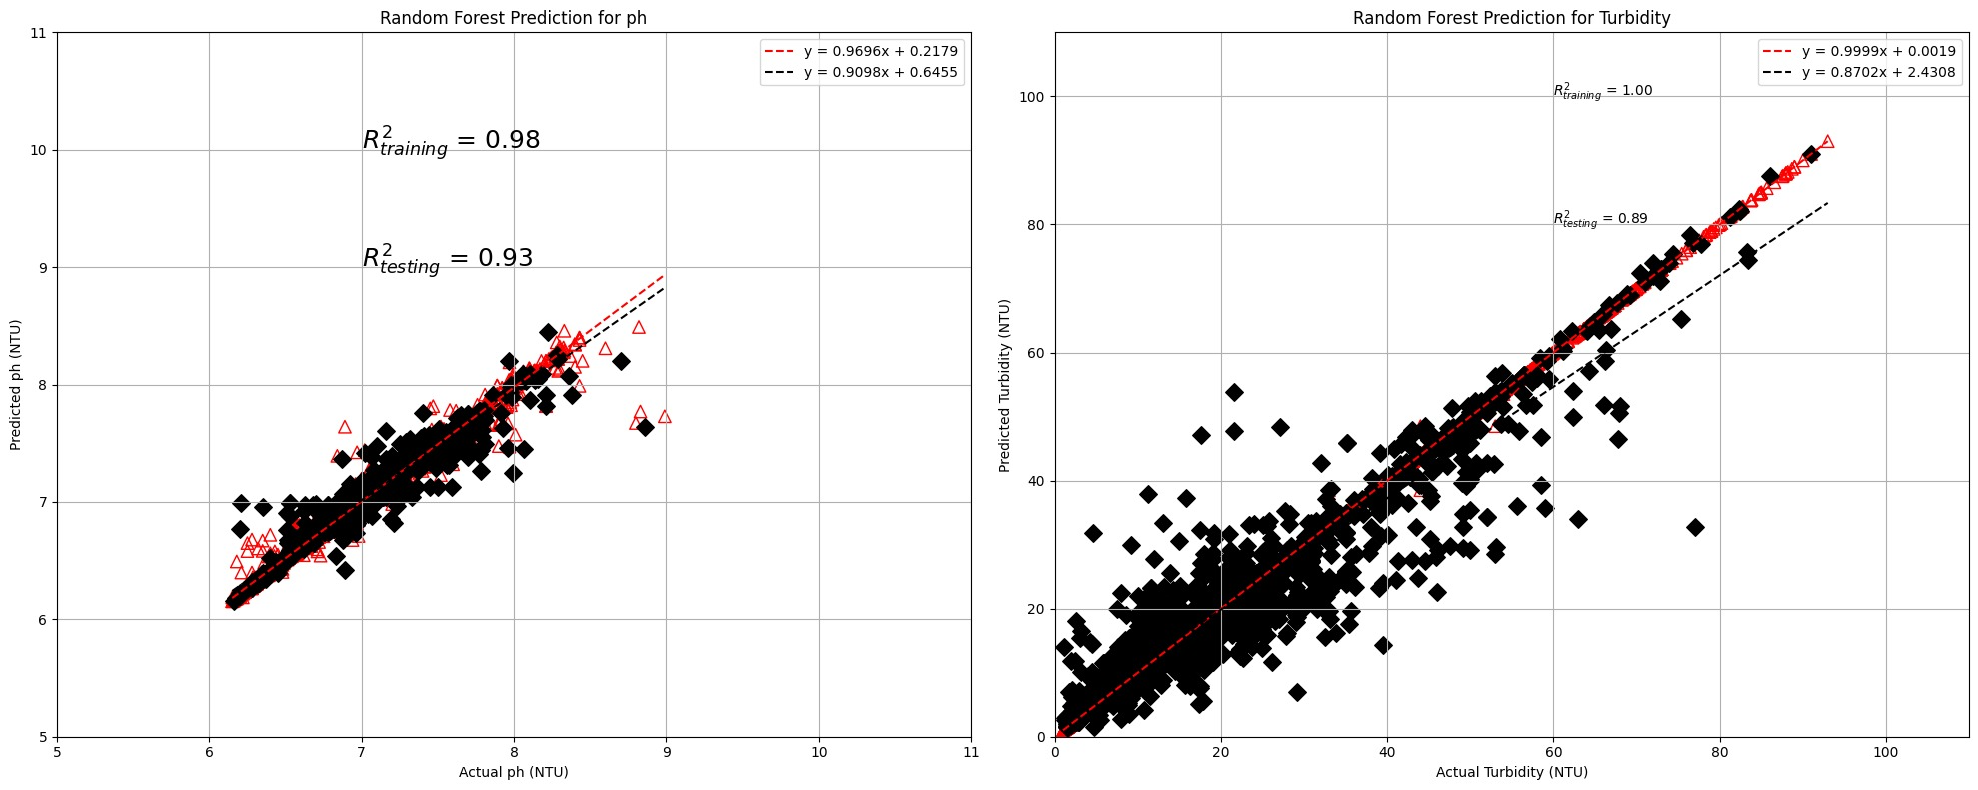 Random Forest Prediction for ph
y = 0.9696x + 0.2179
y = 0.9098x + 0.6455
R²training = 0.98
R²testing = 0.93
11
10
9
8
7
6
5
5 6 7 8 9 10 11
Predicted ph (NTU)
Actual ph (NTU)
Random Forest Prediction for Turbidity
y = 0.9999x + 0.0019
y = 0.8702x + 2.4308
R²training = 1.00
R²testing = 0.89
100
80
60
40
20
0
0 20 40 60 80 100
Predicted Turbidity (NTU)
Actual Turbidity (NTU)